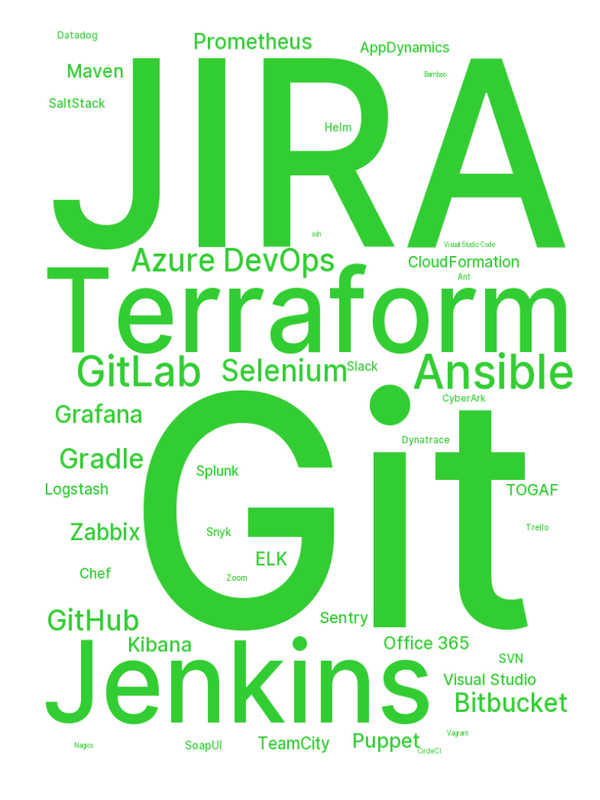 Datadog
Prometheus
AppDynamics
Maven
Bamboo
SaltStack
Helm
JIRA
ssh
Visual Studio Code
Azure DevOps
CloudFormation
Ant
Terraform
GitLab
Selenium
Slack
Ansible
CyberArk
Grafana
Dynatrace
Gradle
Splunk
Logstash
TOGAF
Git
Zabbix
Snyk
Trello
ELK
Chef
Zoom
GitHub
Sentry
Kibana
Office 365
SVN
Jenkins
Visual Studio
Bitbucket
Vagrant
Nagios
SoapUI
TeamCity
Puppet
CircleCI